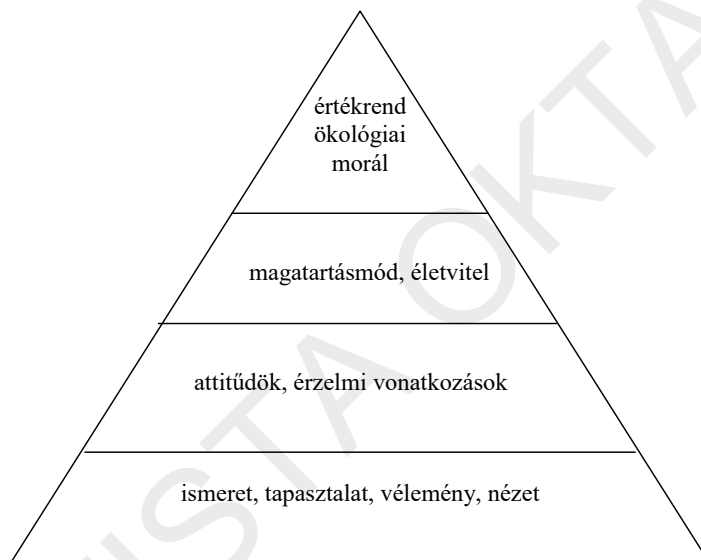 értékrend
ökológiai
morál
magatartásmód, életvitel
attitűdök, érzelmi vonatkozások
ismeret, tapasztalat, vélemény, nézet